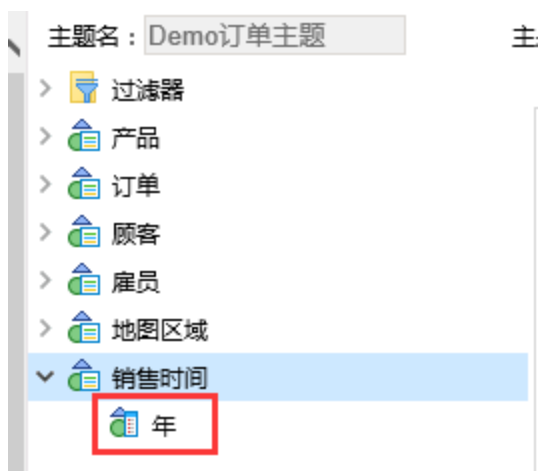 主题名：Demo订单主题 主
过滤器
产品
订单
顾客
雇员
地图区域
销售时间
年